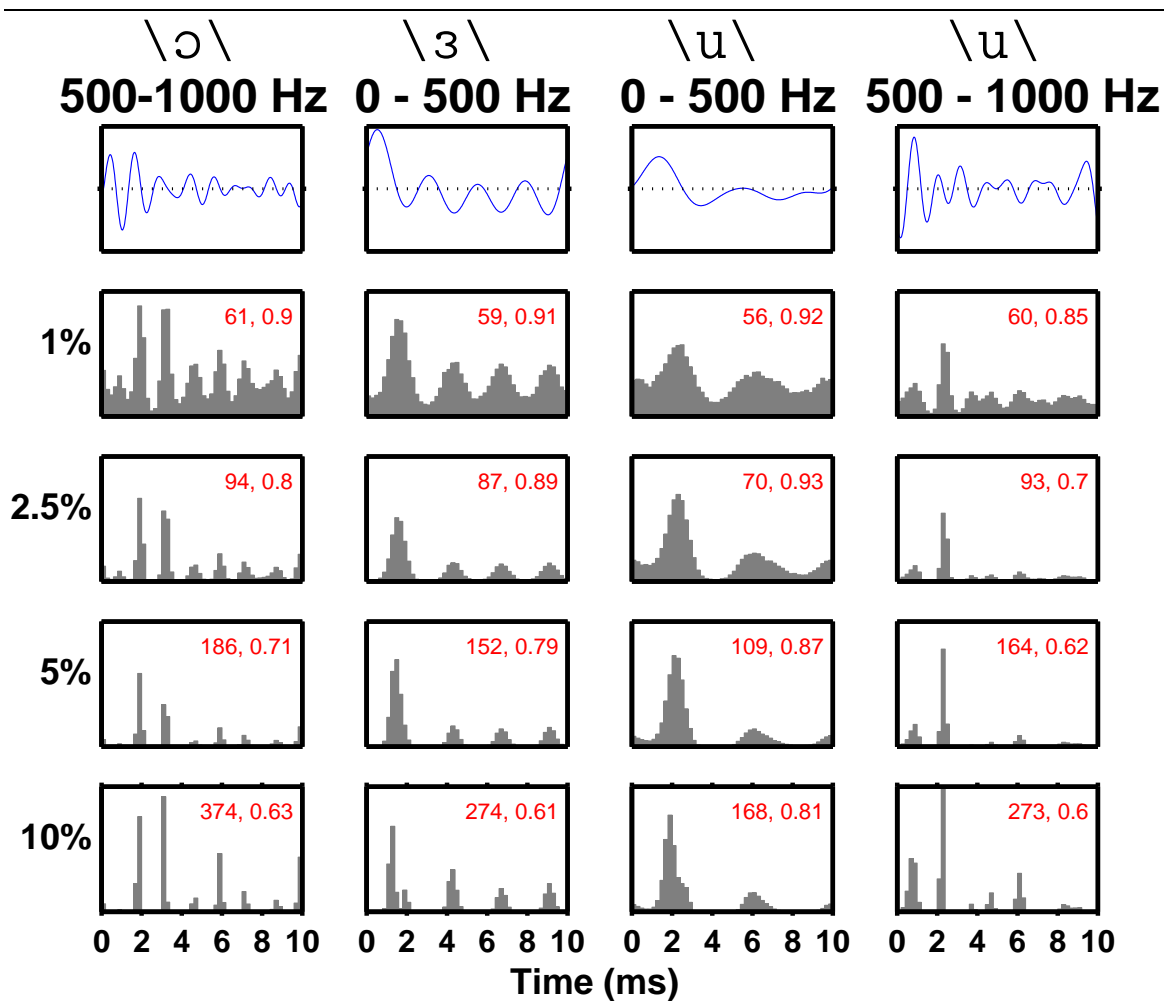 \ɔ\ \ɜ\ \u\ \u\
500-1000 Hz 0 - 500 Hz 0 - 500 Hz 500 - 1000 Hz
1% 61, 0.9 59, 0.91 56, 0.92 60, 0.85
2.5% 94, 0.8 87, 0.89 70, 0.93 93, 0.7
5% 186, 0.71 152, 0.79 109, 0.87 164, 0.62
10% 374, 0.63 274, 0.61 168, 0.81 273, 0.6
0 2 4 6 8 10 0 2 4 6 8 10 0 2 4 6 8 10 0 2 4 6 8 10
Time (ms)